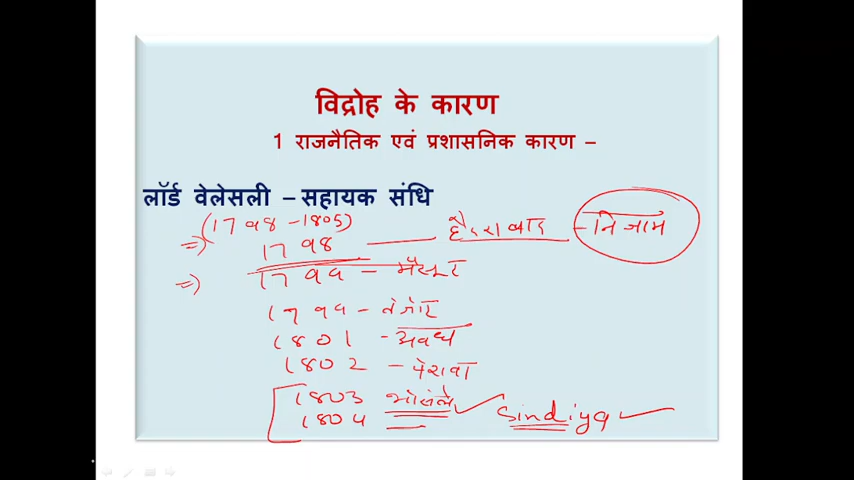 विद्रोह के कारण
1 राजनैतिक एवं प्रशासनिक कारण –
लॉर्ड वेलेसली – सहायक संधि
(1798-1805)
=> 1798 — हैदराबाद - निजाम
=> 1799 - मैसूर
1799 - तंजोर
1801 - अवध
1802 - पेशवा
1803 भोंसले Sindiya
1804